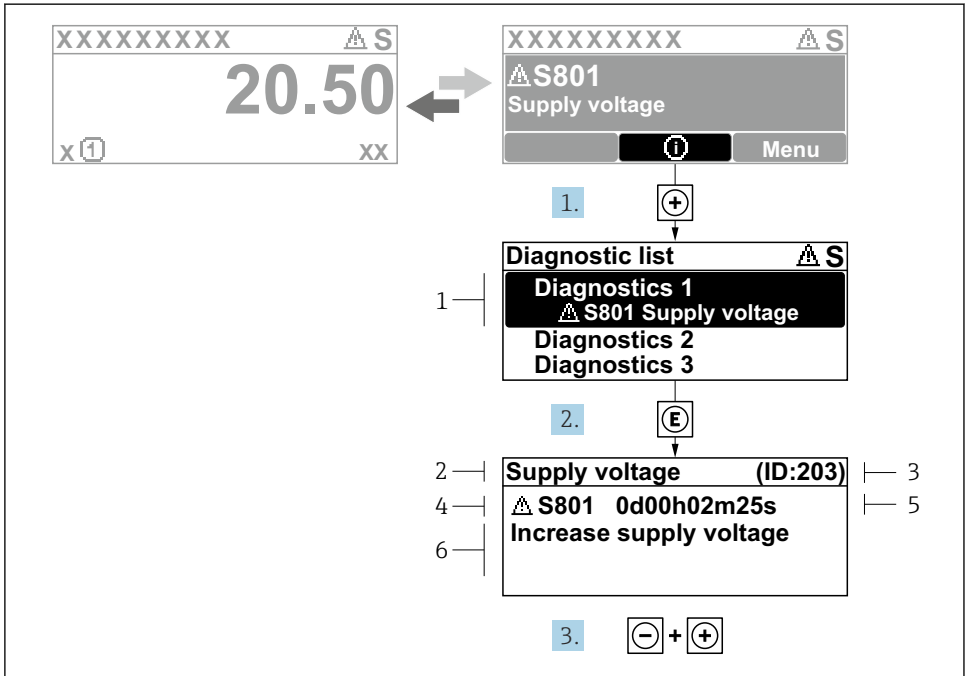 XXXXXXXXX ⚠ S
20.50
X ① XX
XXXXXXXXX ⚠ S
⚠ S801
Supply voltage
ⓘ Menu
1. +
Diagnostic list ⚠ S
1
Diagnostics 1
⚠ S801 Supply voltage
Diagnostics 2
Diagnostics 3
2. E
2 Supply voltage (ID:203) 3
4 ⚠ S801 0d00h02m25s 5
6 Increase supply voltage
3. − + +